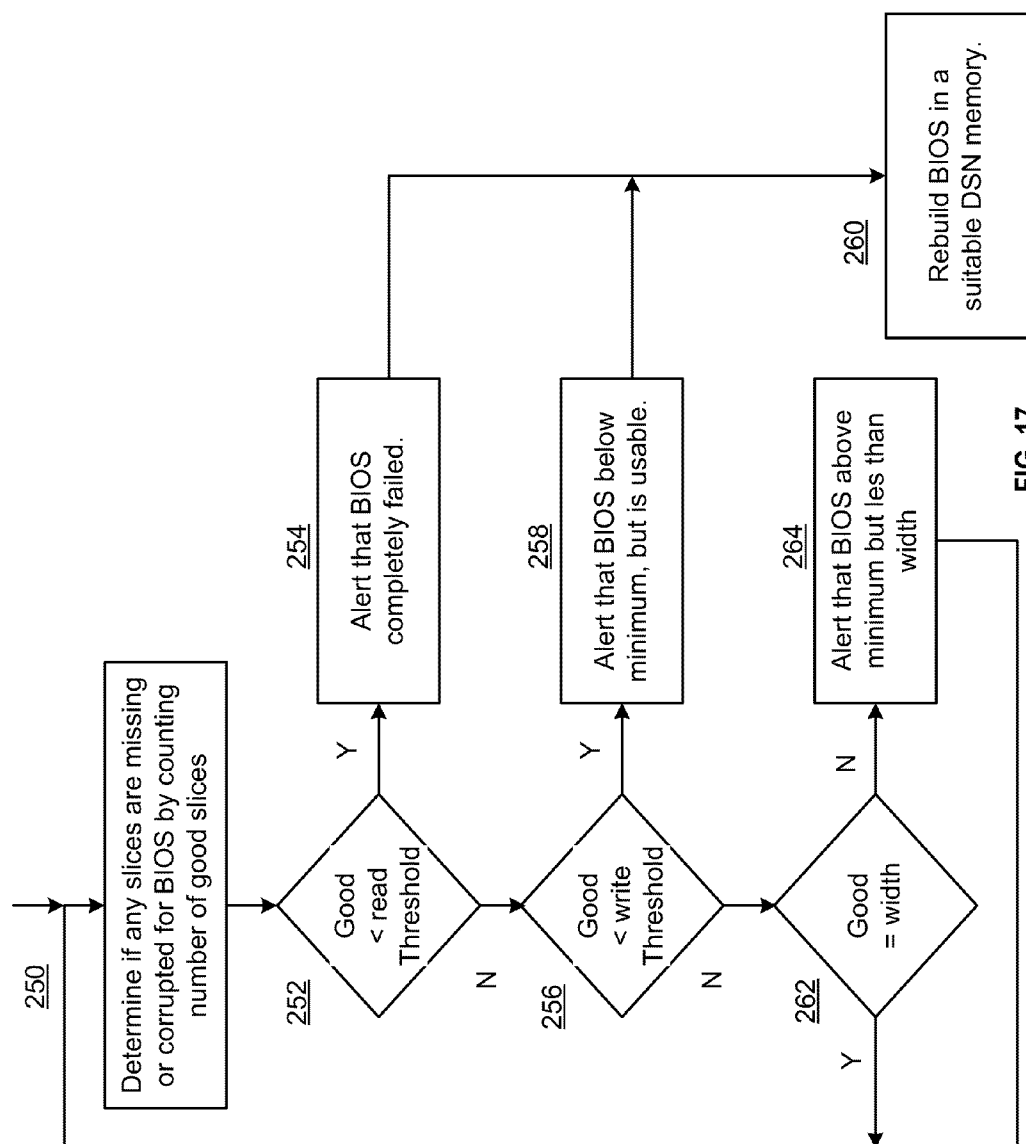 250
Determine if any slices are missing
or corrupted for BIOS by counting
number of good slices
252
Good
< read
Threshold
Y
N
254
Alert that BIOS
completely failed.
256
Good
< write
Threshold
Y
N
258
Alert that BIOS below
minimum, but is usable.
260
Rebuild BIOS in a
suitable DSN memory.
262
Good
= width
Y
N
264
Alert that BIOS above
minimum but les than
width
FIG. 17